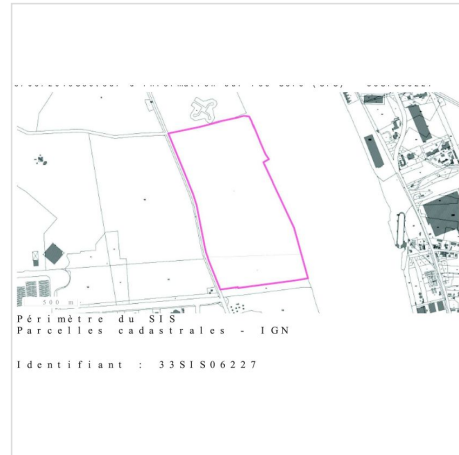 500 m
Périmètre du SIS
Parcelles cadastrales - IGN
Identifiant : 33SIS06227